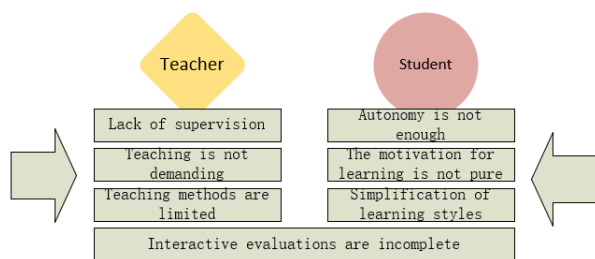 Teacher
Student
Lack of supervision
Autonomy is not
enough
Teaching is not
demanding
The motivation for
learning is not pure
Teaching methods are
limited
Simplification of
learning styles
Interactive evaluations are incomplete